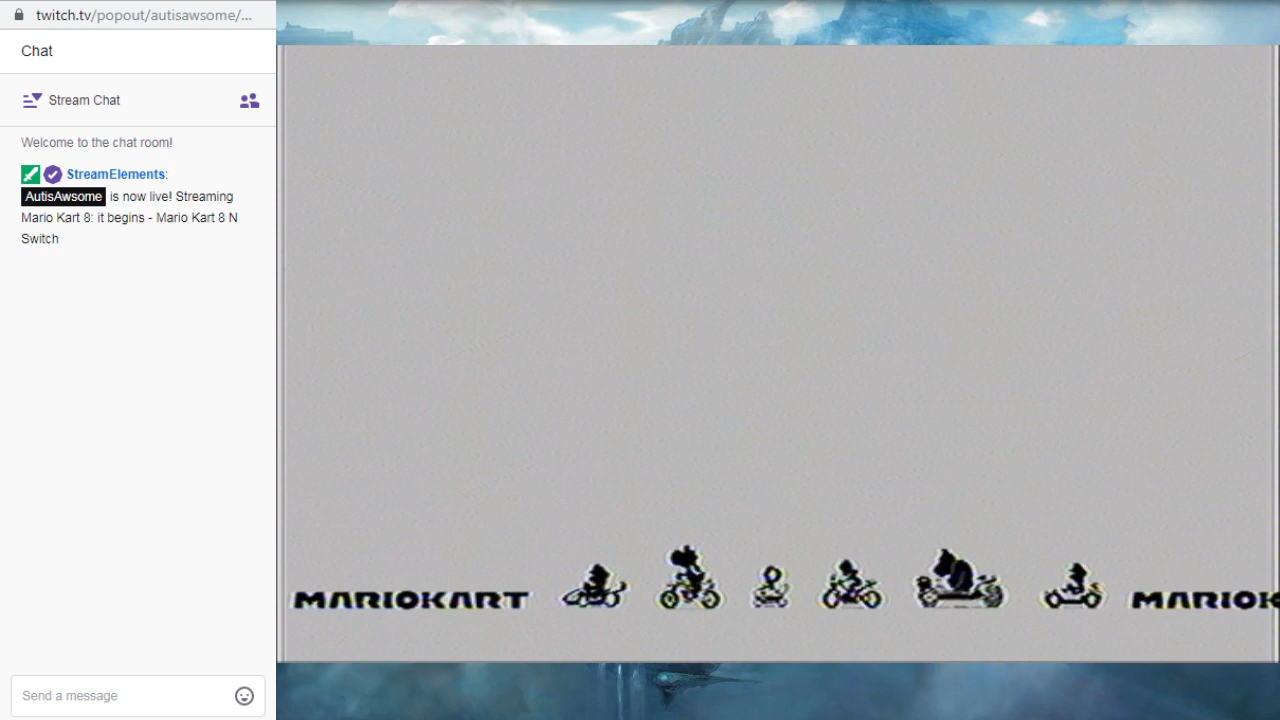 twitch.tv/popout/autisawsome/...
Chat
Stream Chat
Welcome to the chat room!
StreamElements:
AutisAwsome is now live! Streaming
Mario Kart 8: it begins - Mario Kart 8 N
Switch
MARIOKART
MARIOK
Send a message